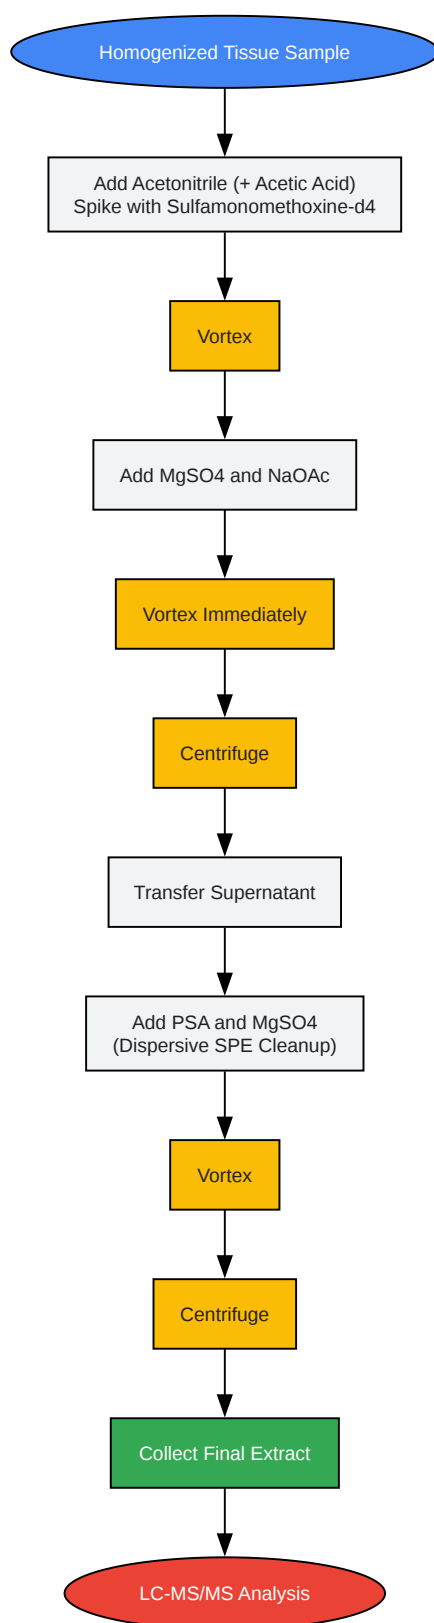 Homogenized Tissue Sample
Add Acetonitrile (+ Acetic Acid)
Spike with Sulfamonomethoxine-d4
Vortex
Add MgSO4 and NaOAc
Vortex Immediately
Centrifuge
Transfer Supernatant
Add PSA and MgSO4
(Dispersive SPE Cleanup)
Vortex
Centrifuge
Collect Final Extract
LC-MS/MS Analysis